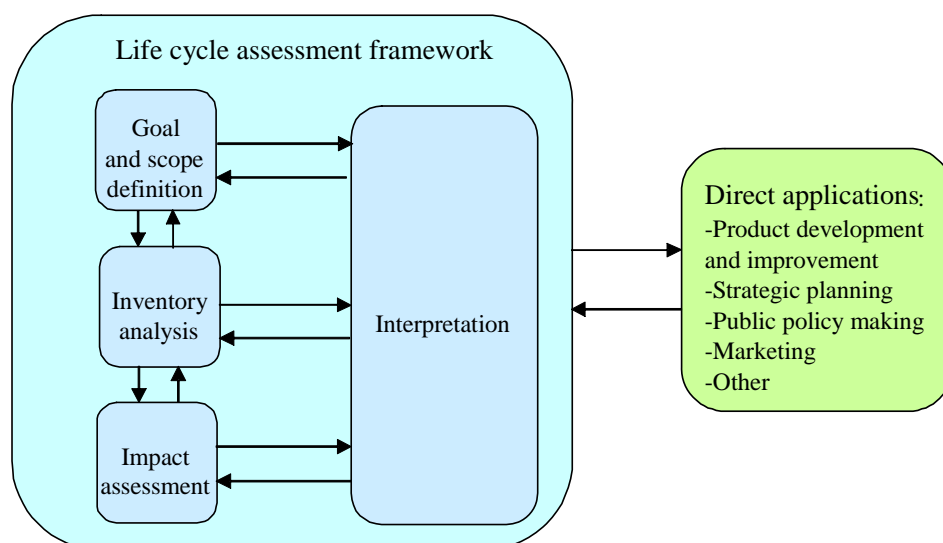 Life cycle assessment framework
Goal
and scope
definition
Inventory
analysis
Impact
assessment
Interpretation
Direct applications:
-Product development
and improvement
-Strategic planning
-Public policy making
-Marketing
-Other